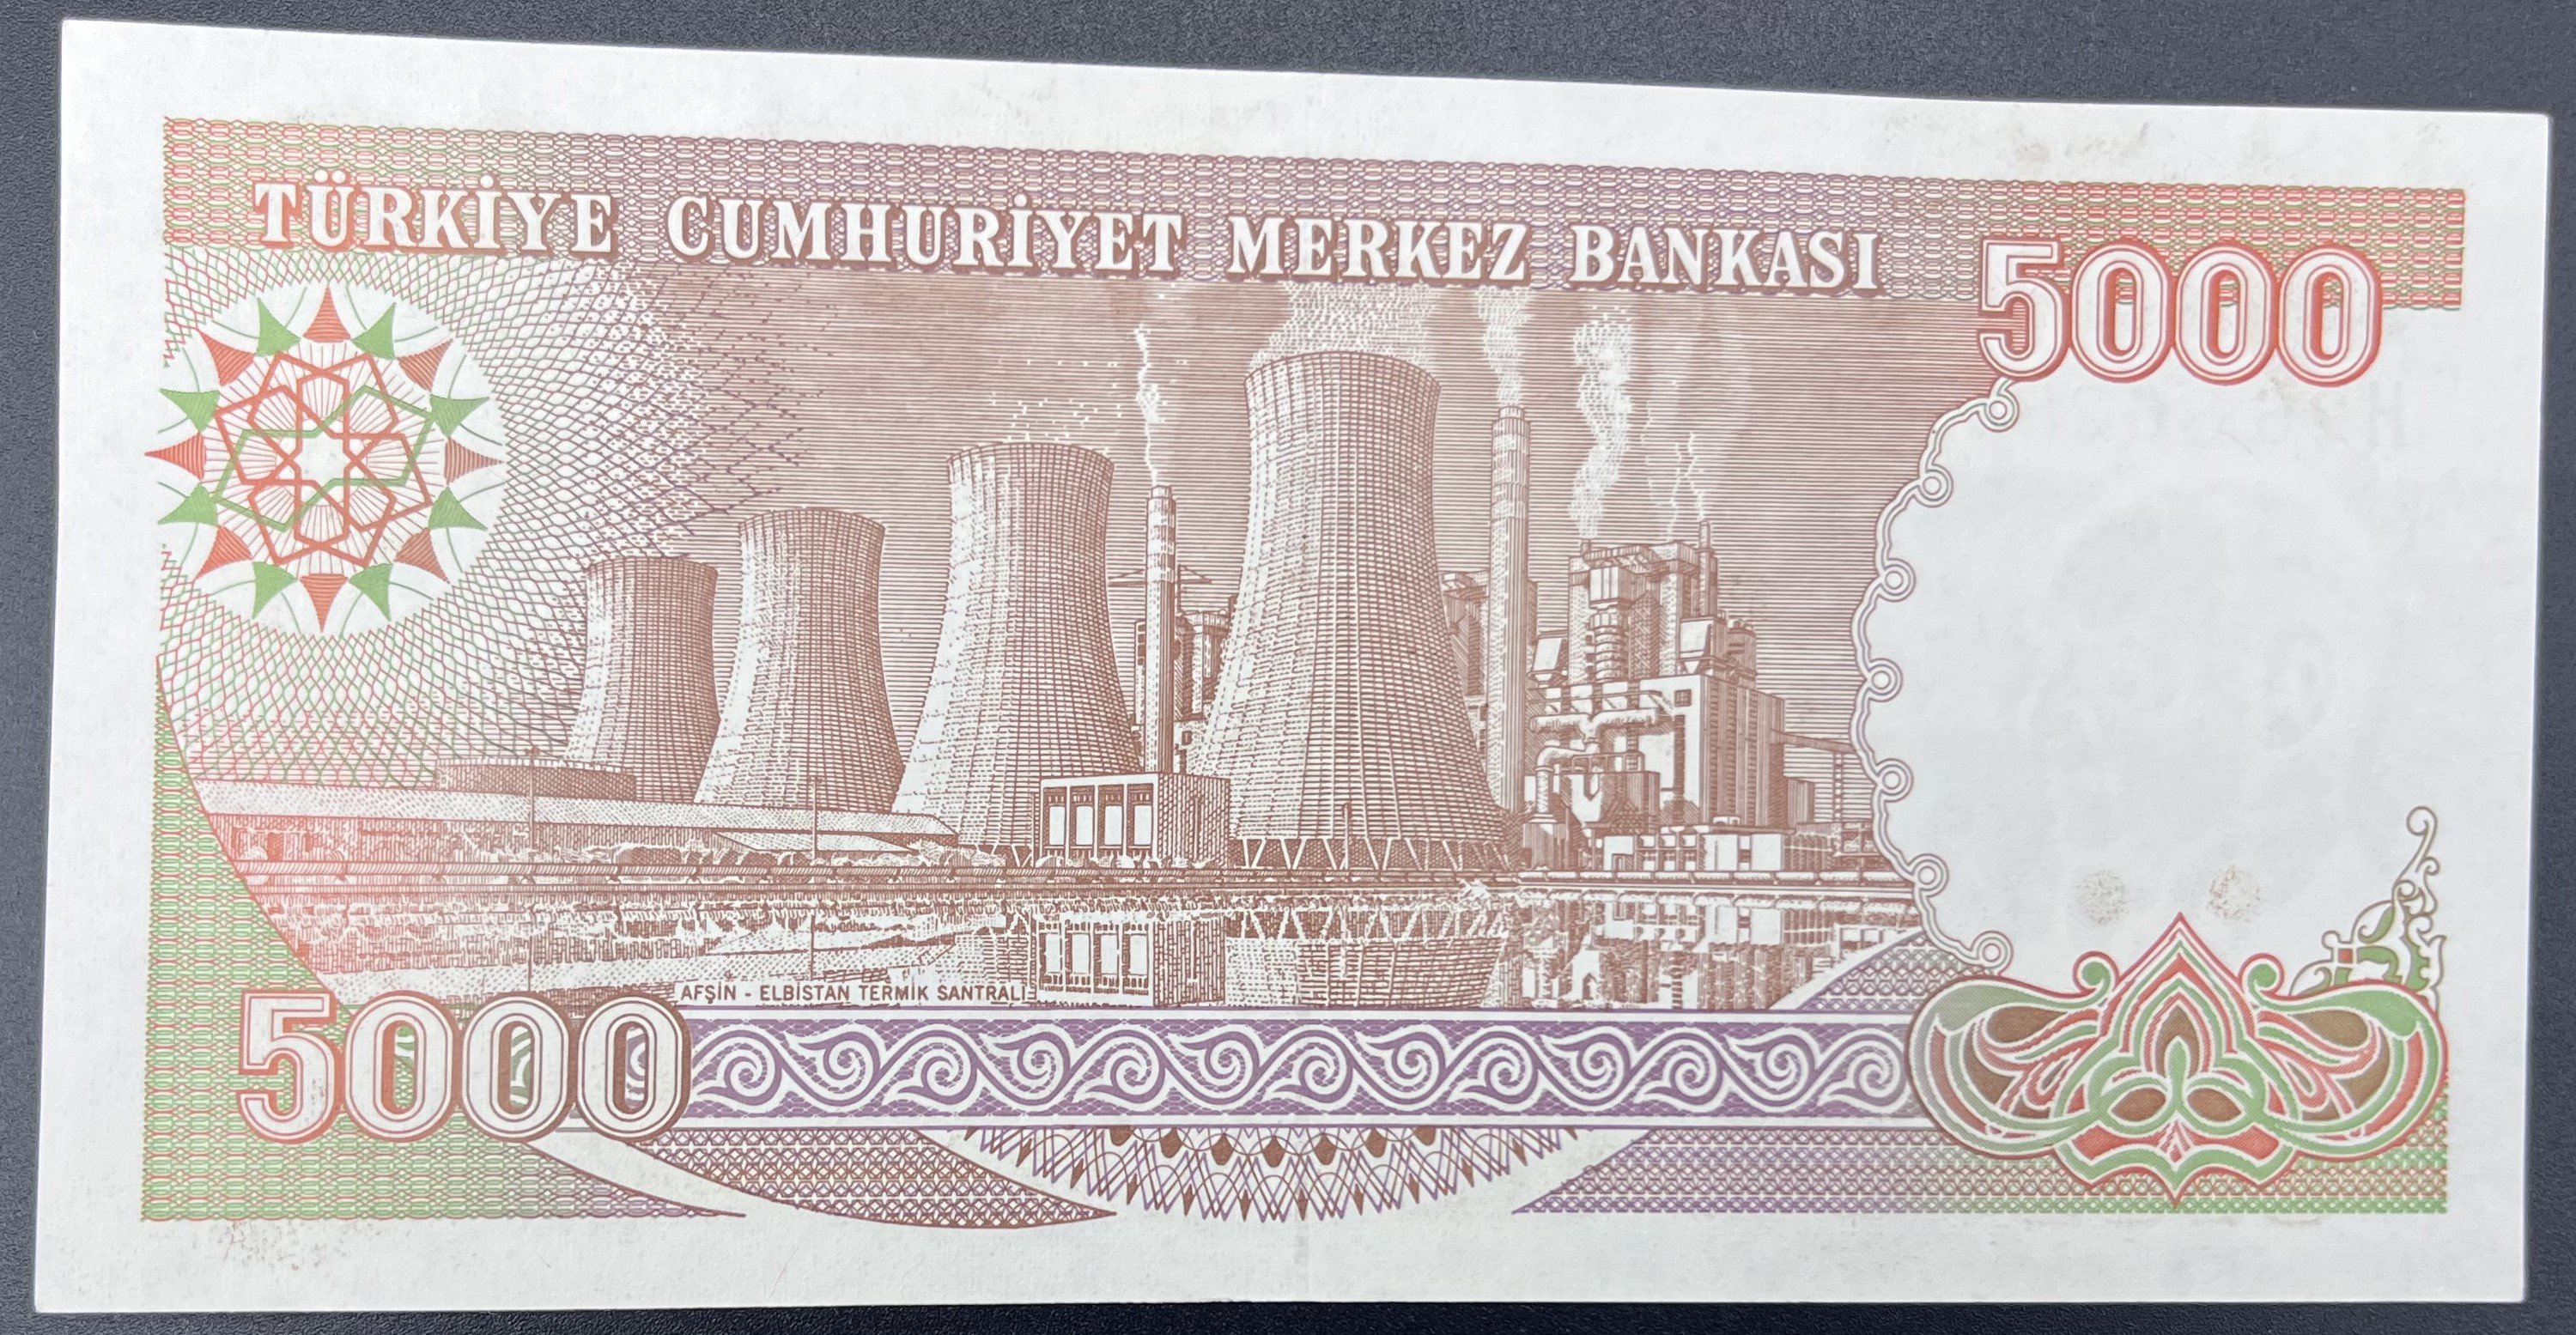 TÜRKİYE CUMHURİYET MERKEZ BANKASI
5000
AFŞİN - ELBİSTAN TERMİK SANTRALİ
5000